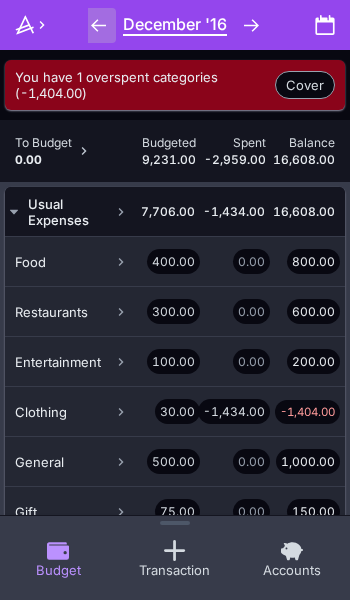 December '16
You have 1 overspent categories
(-1,404.00)
Cover
To Budget Budgeted Spent Balance
0.00 9,231.00 -2,959.00 16,608.00
Usual Expenses 7,706.00 -1,434.00 16,608.00
Food 400.00 0.00 800.00
Restaurants 300.00 0.00 600.00
Entertainment 100.00 0.00 200.00
Clothing 30.00 -1,434.00 -1,404.00
General 500.00 0.00 1,000.00
Gift 75.00 0.00 150.00
Budget Transaction Accounts